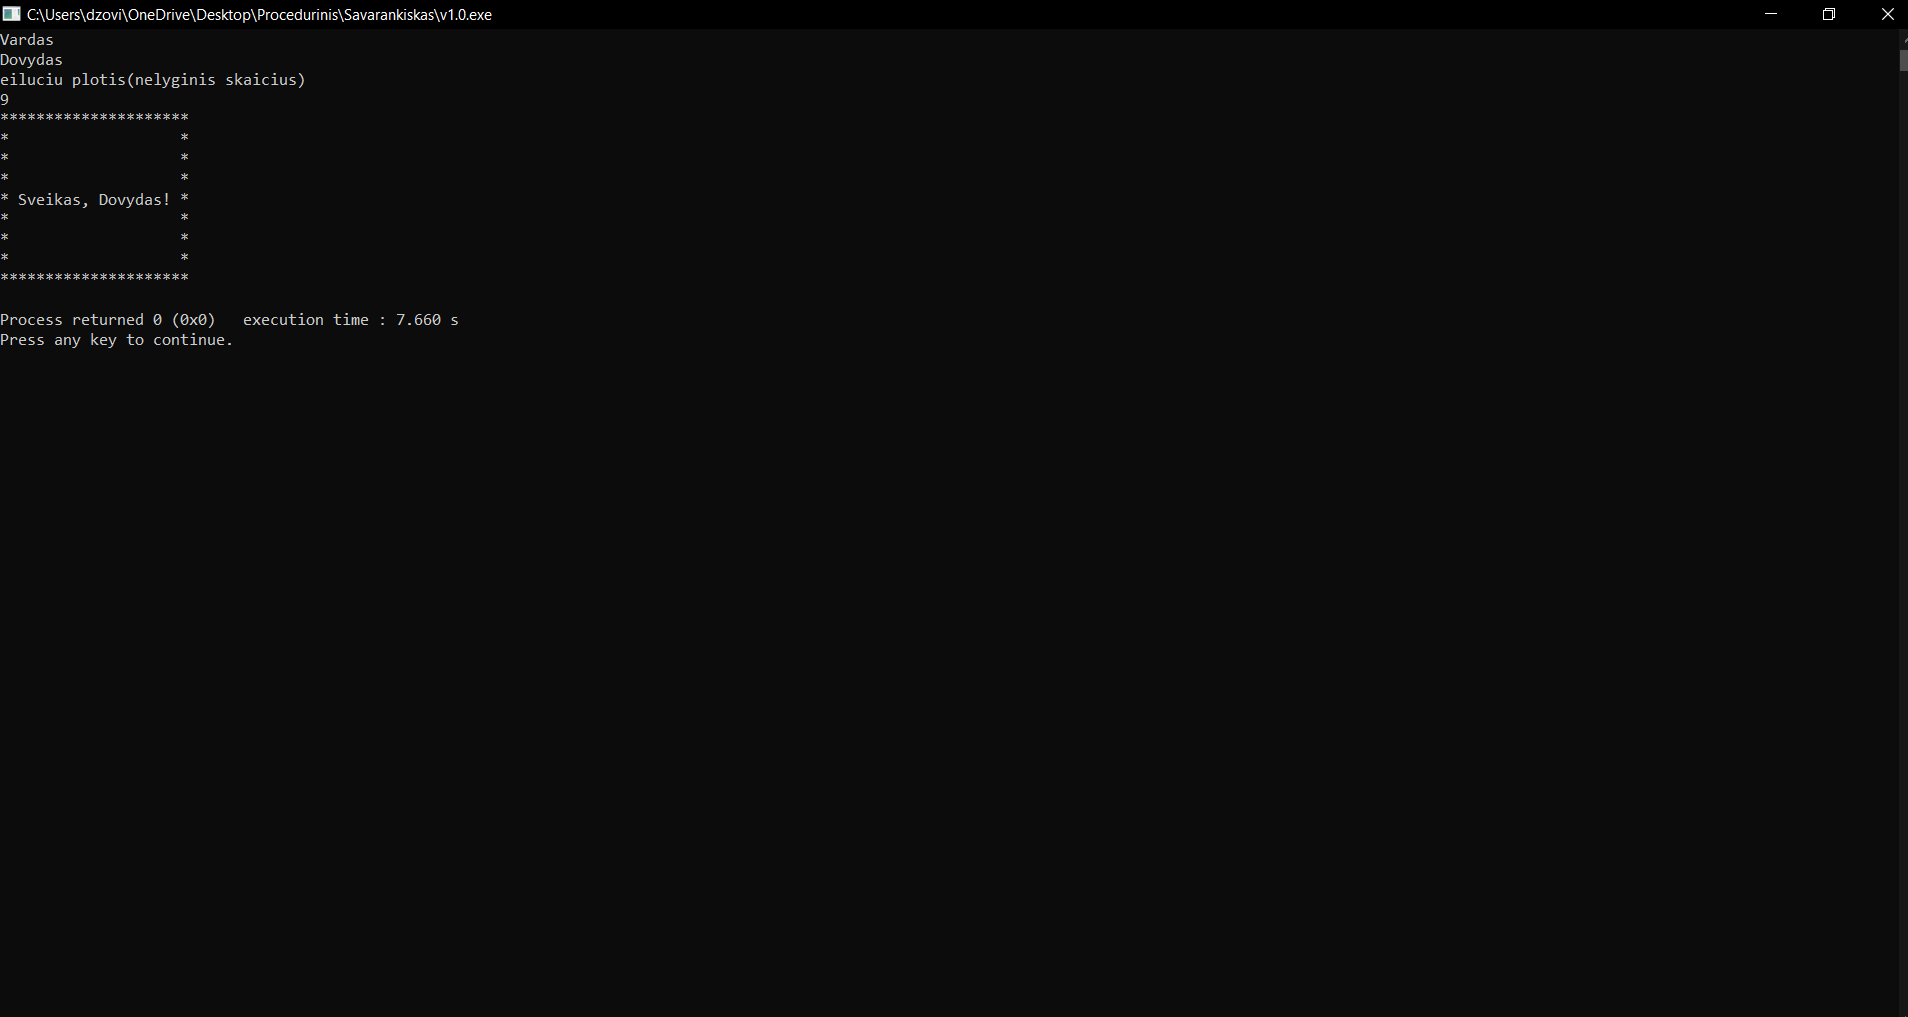 C:\Users\dzovi\OneDrive\Desktop\Procedurinis\Savarankiskas\v1.0.exe
Vardas
Dovydas
eiluciu plotis(nelyginis skaicius)
9
*********************
*                   *
*                   *
*                   *
* Sveikas, Dovydas! *
*                   *
*                   *
*                   *
*********************
Process returned 0 (0x0)   execution time : 7.660 s
Press any key to continue.